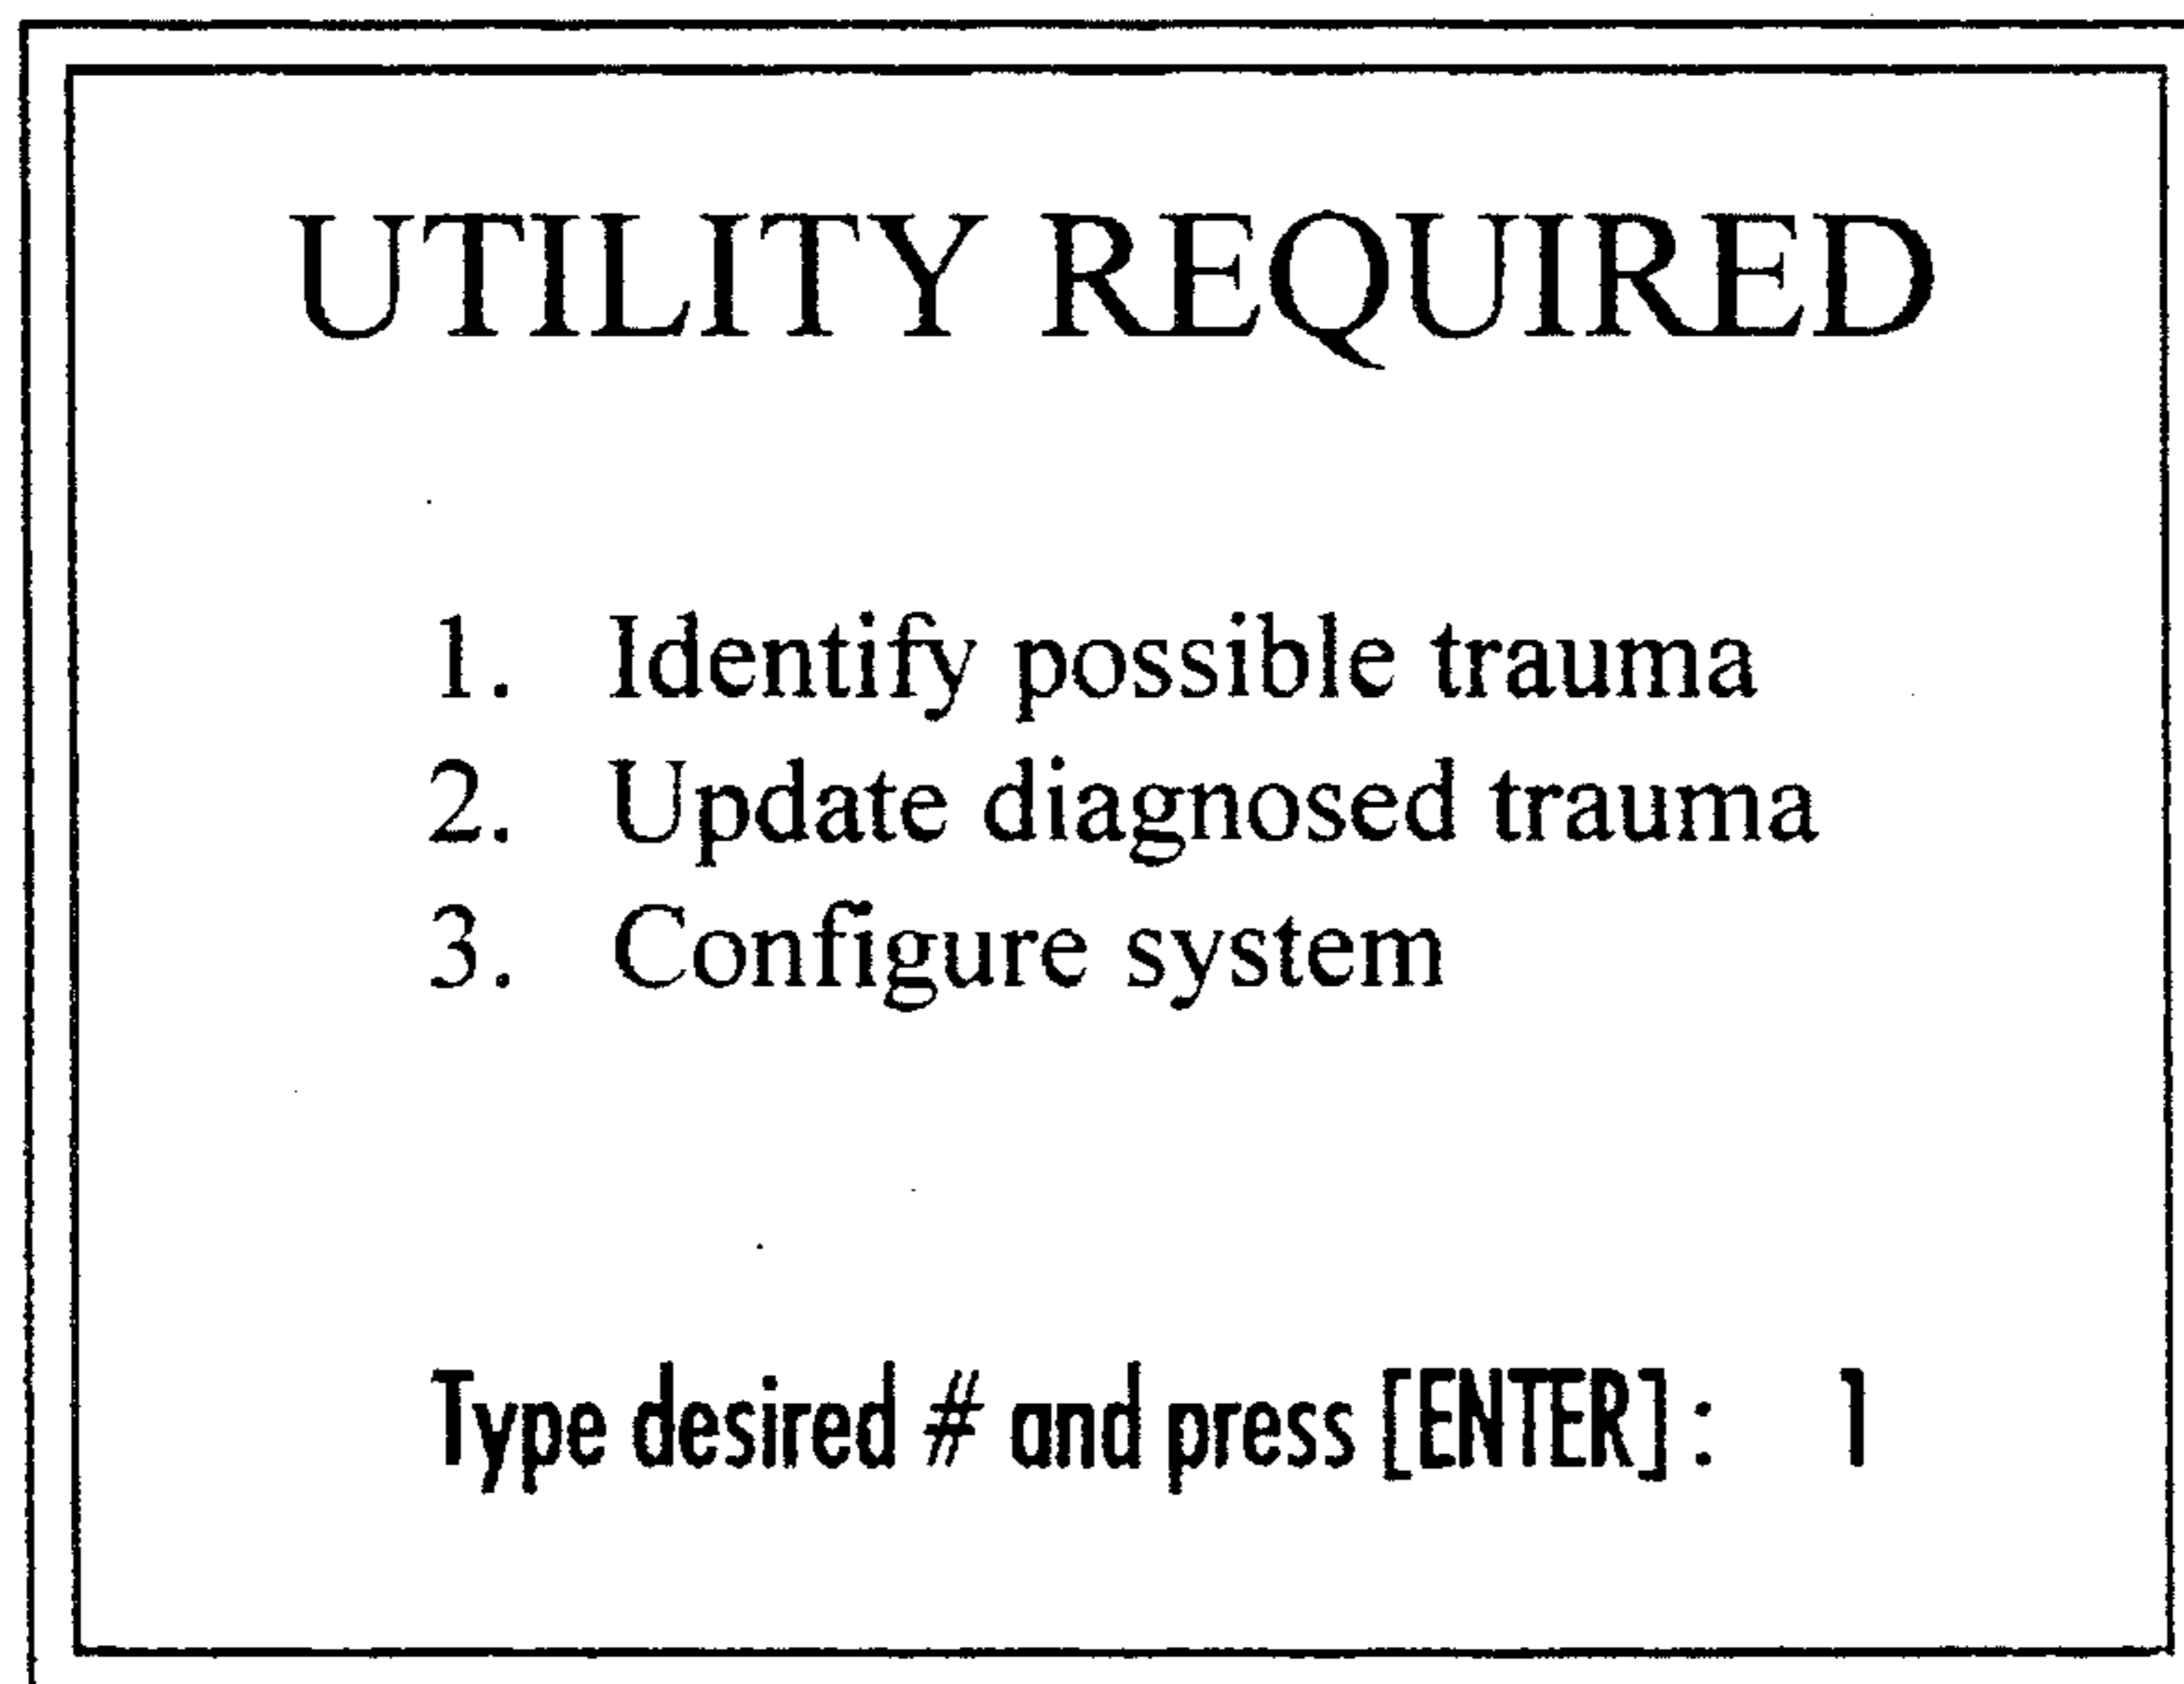 UTILITY REQUIRED
1. Identify possible trauma
2. Update diagnosed trauma
3. Configure system
Type desired # and press [ENTER]: 1